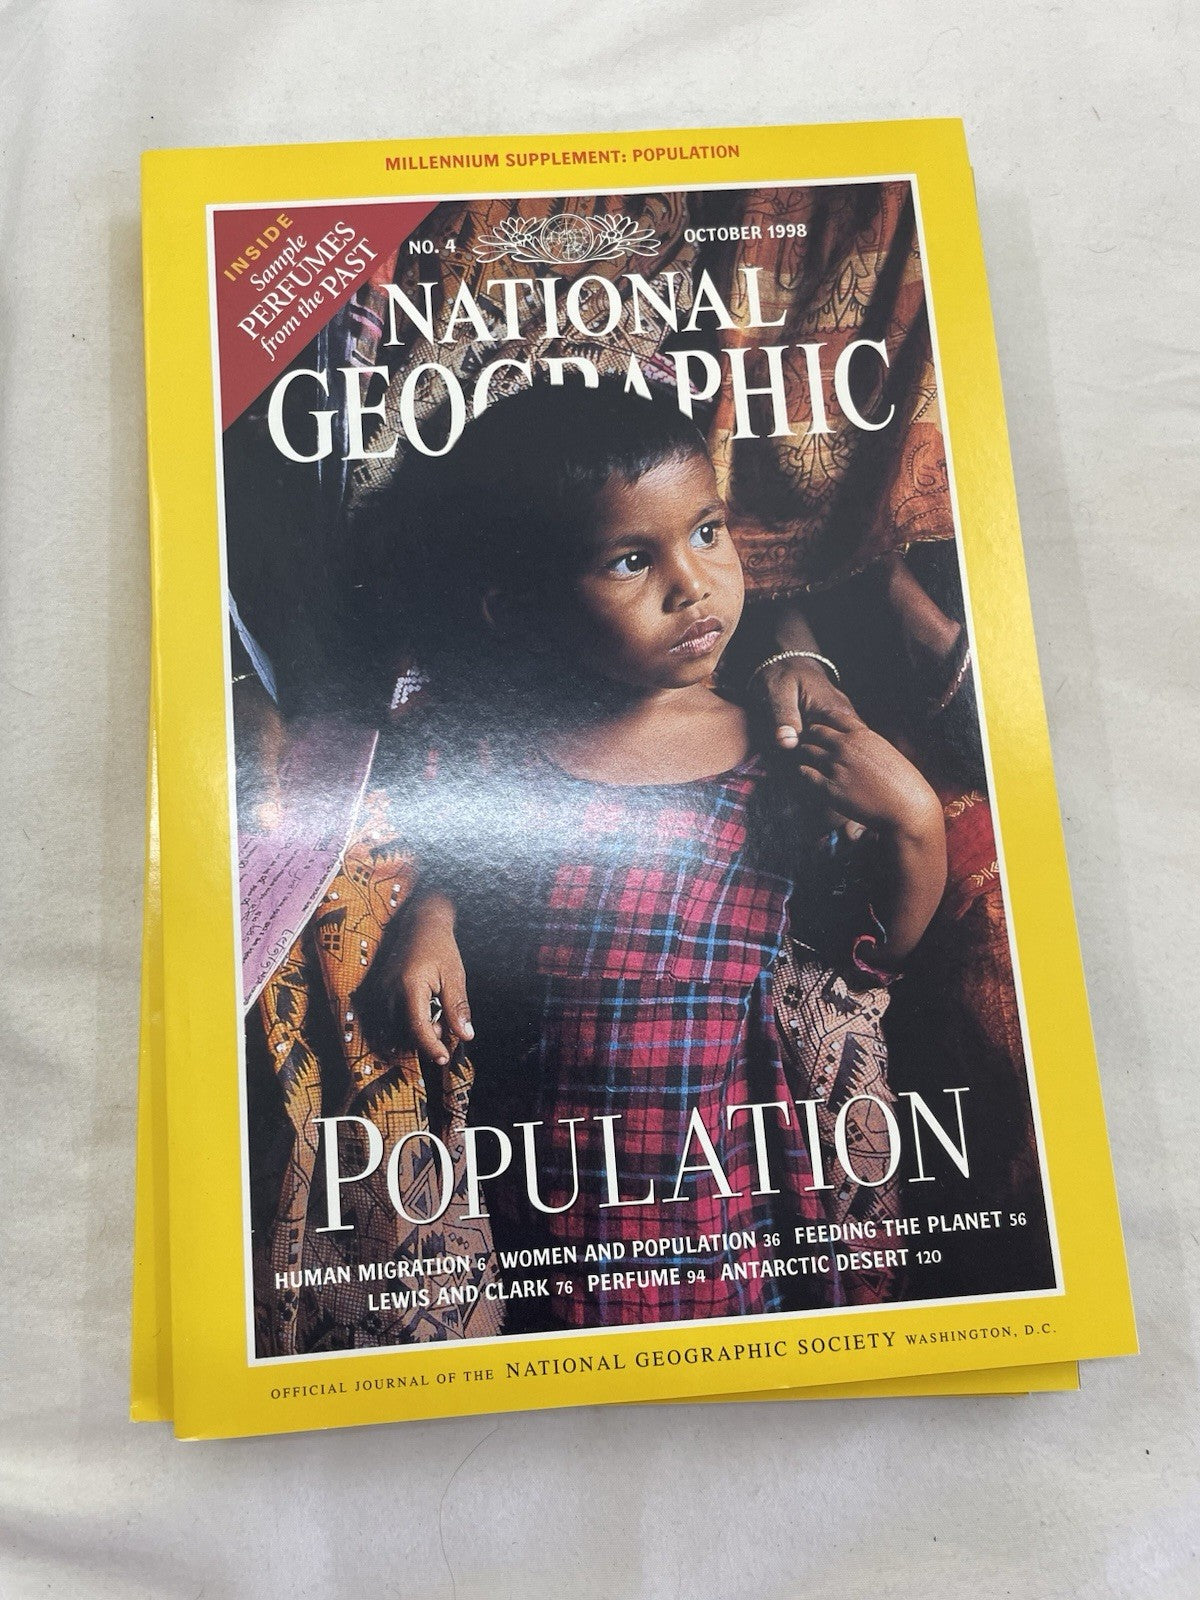 MILLENNIUM SUPPLEMENT: POPULATION
INSIDE
Sample
PERFUMES
from the PAST
NO. 4
OCTOBER 1998
NATIONAL
GEOGRAPHIC
POPULATION
HUMAN MIGRATION 6 WOMEN AND POPULATION 36 FEEDING THE PLANET 56
LEWIS AND CLARK 76 PERFUME 94 ANTARCTIC DESERT 120
OFFICIAL JOURNAL OF THE NATIONAL GEOGRAPHIC SOCIETY WASHINGTON, D.C.